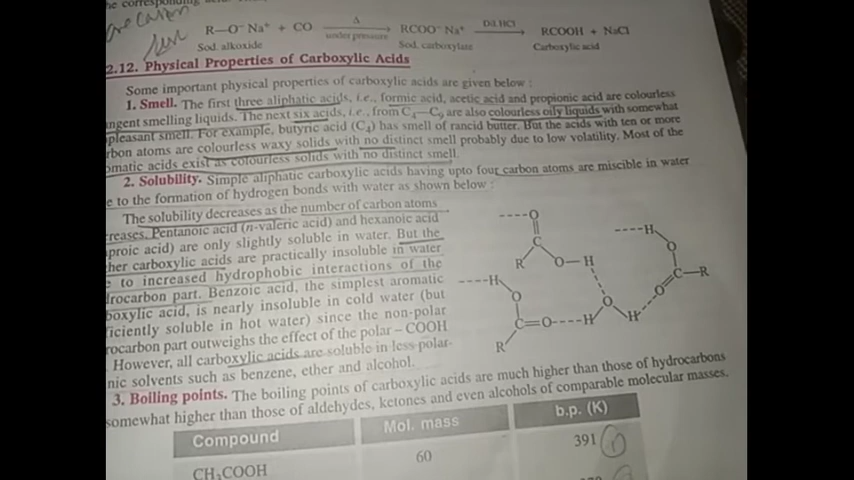 R—O⁻ Na⁺ + CO —Δ under pressure→ RCOO⁻ Na⁺ —Dil.HCl→ RCOOH + NaCl
Sod. alkoxide Sod. carboxylate Carboxylic acid
2.12. Physical Properties of Carboxylic Acids
Some important physical properties of carboxylic acids are given below :
1. Smell. The first three aliphatic acids, i.e., formic acid, acetic acid and propionic acid are colourless
ngent smelling liquids. The next six acids, i.e., from C₄—C₉ are also colourless oily liquids with somewhat
pleasant smell. For example, butyric acid (C₄) has smell of rancid butter. But the acids with ten or more
rbon atoms are colourless waxy solids with no distinct smell probably due to low volatility. Most of the
omatic acids exist as colourless solids with no distinct smell.
2. Solubility. Simple aliphatic carboxylic acids having upto four carbon atoms are miscible in water
e to the formation of hydrogen bonds with water as shown below :
The solubility decreases as the number of carbon atoms
reases. Pentanoic acid (n-valeric acid) and hexanoic acid
proic acid) are only slightly soluble in water. But the
her carboxylic acids are practically insoluble in water
e to increased hydrophobic interactions of the
drocarbon part. Benzoic acid, the simplest aromatic
boxylic acid, is nearly insoluble in cold water (but
ficiently soluble in hot water) since the non-polar
rocarbon part outweighs the effect of the polar – COOH
However, all carboxylic acids are soluble in less polar
nic solvents such as benzene, ether and alcohol.
O
C
R O—H
H
O
C—R
O
H
O
C=O H
O
H
R
3. Boiling points. The boiling points of carboxylic acids are much higher than those of hydrocarbons
somewhat higher than those of aldehydes, ketones and even alcohols of comparable molecular masses.
Compound Mol. mass b.p. (K)
CH₃COOH 60 391